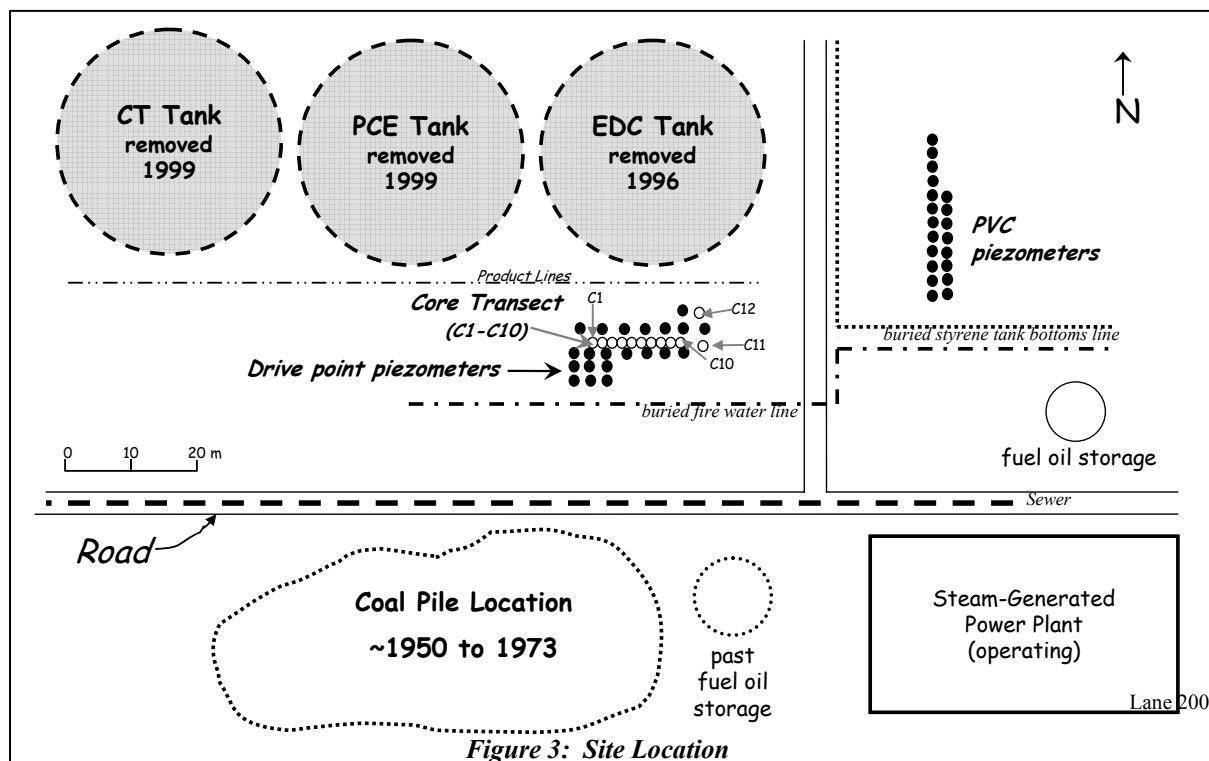 CT Tank
removed
1999
PCE Tank
removed
1999
EDC Tank
removed
1996
N
PVC
piezometers
Product Lines
Core Transect
(C1-C10)
C1
C12
C11
C10
Drive point piezometers
buried styrene tank bottoms line
buried fire water line
0 10 20 m
fuel oil storage
Sewer
Road
Coal Pile Location
~1950 to 1973
past
fuel oil
storage
Steam-Generated
Power Plant
(operating)
Lane 200
Figure 3: Site Location